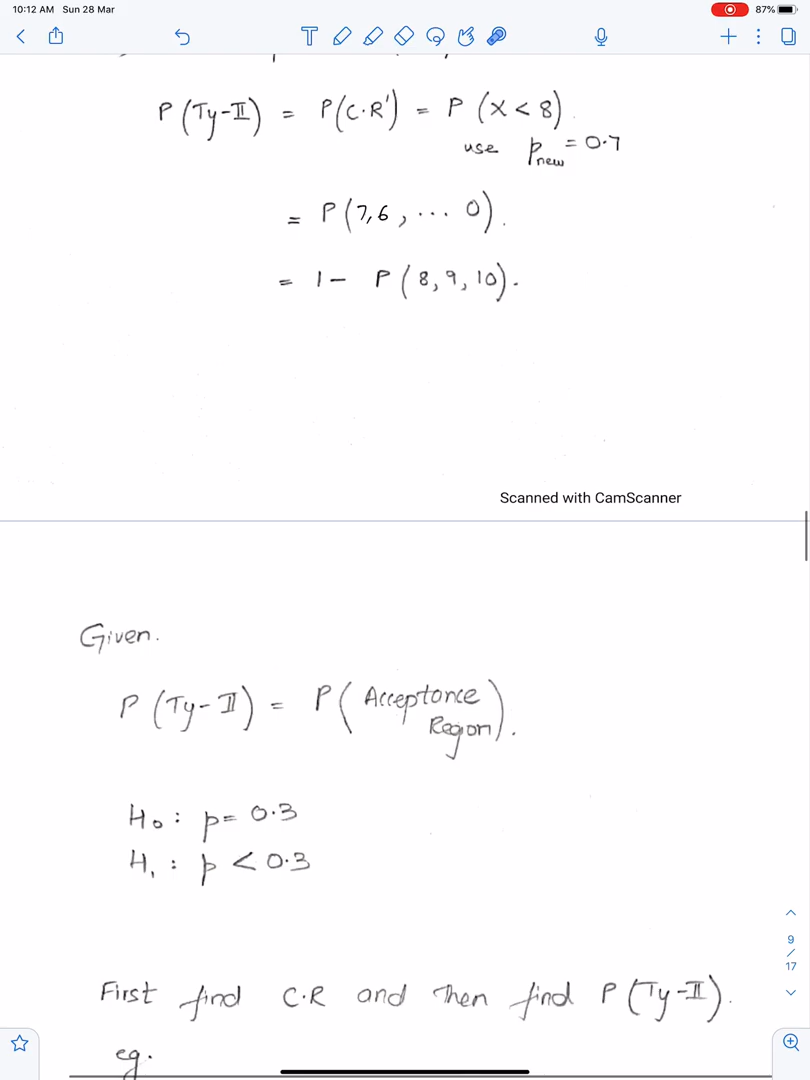 10:12 AM Sun 28 Mar
87%
P(Ty-II) = P(C·R') = P(X < 8).
use Pnew = 0.7
= P(7,6, ... 0).
= 1 - P(8,9,10).
Scanned with CamScanner
Given.
P(Ty-II) = P(Acceptance
Regon).
H₀ : p = 0.3
H₁ : p < 0.3
First find C·R and then find P(Ty-II).
eg.
9
/
17